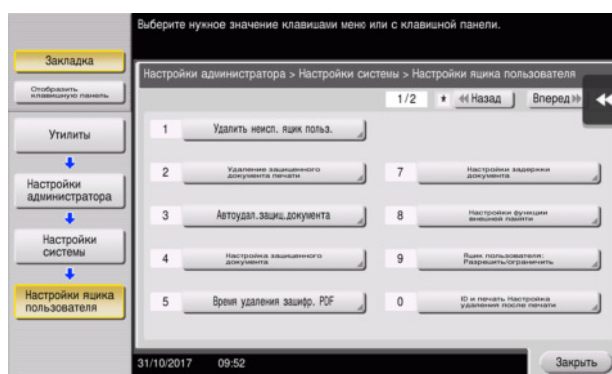 Выберите нужное значение клавишами меню или с клавишной панели.
Закладка
Отобразить
клавишную панель
Утилиты
Настройки
администратора
Настройки
системы
Настройки ящика
пользователя
Настройки администратора > Настройки системы > Настройки ящика пользователя
1/2 ★ Назад Вперед
1 Удалить неисп. ящик польз.
2 Удаление защищенного
документа печати
7 Настройки задержки
документа
3 Автоудал.защищ.документа
8 Настройки функции
внешней памяти
4 Настройка защищенного
документа
9 Ящик пользователя:
Разрешить/ограничить
5 Время удаления зашифр. PDF
0 ID и печать Настройка
удаления после печати
31/10/2017 09:52
Закрыть